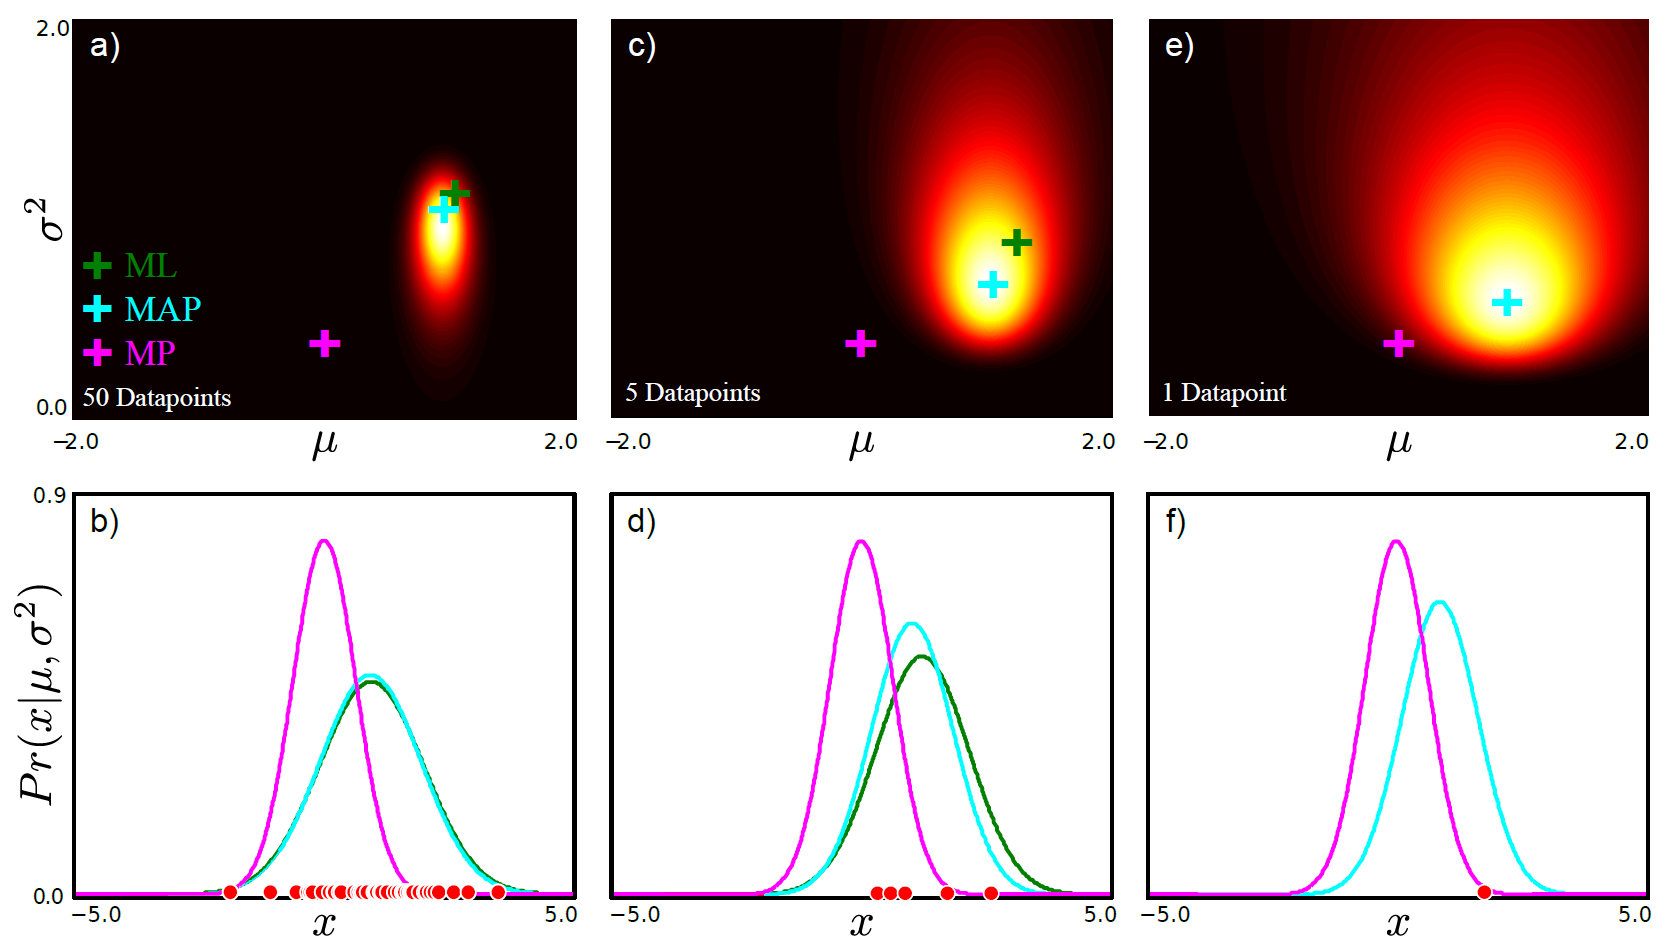 2.0
a)
c)
e)
σ²
ML
MAP
MP
50 Datapoints
5 Datapoints
1 Datapoint
0.0
−2.0
μ
2.0
−2.0
μ
2.0
−2.0
μ
2.0
0.9
b)
d)
f)
Pr(x|μ, σ²)
0.0
−5.0
x
5.0
−5.0
x
5.0
−5.0
x
5.0